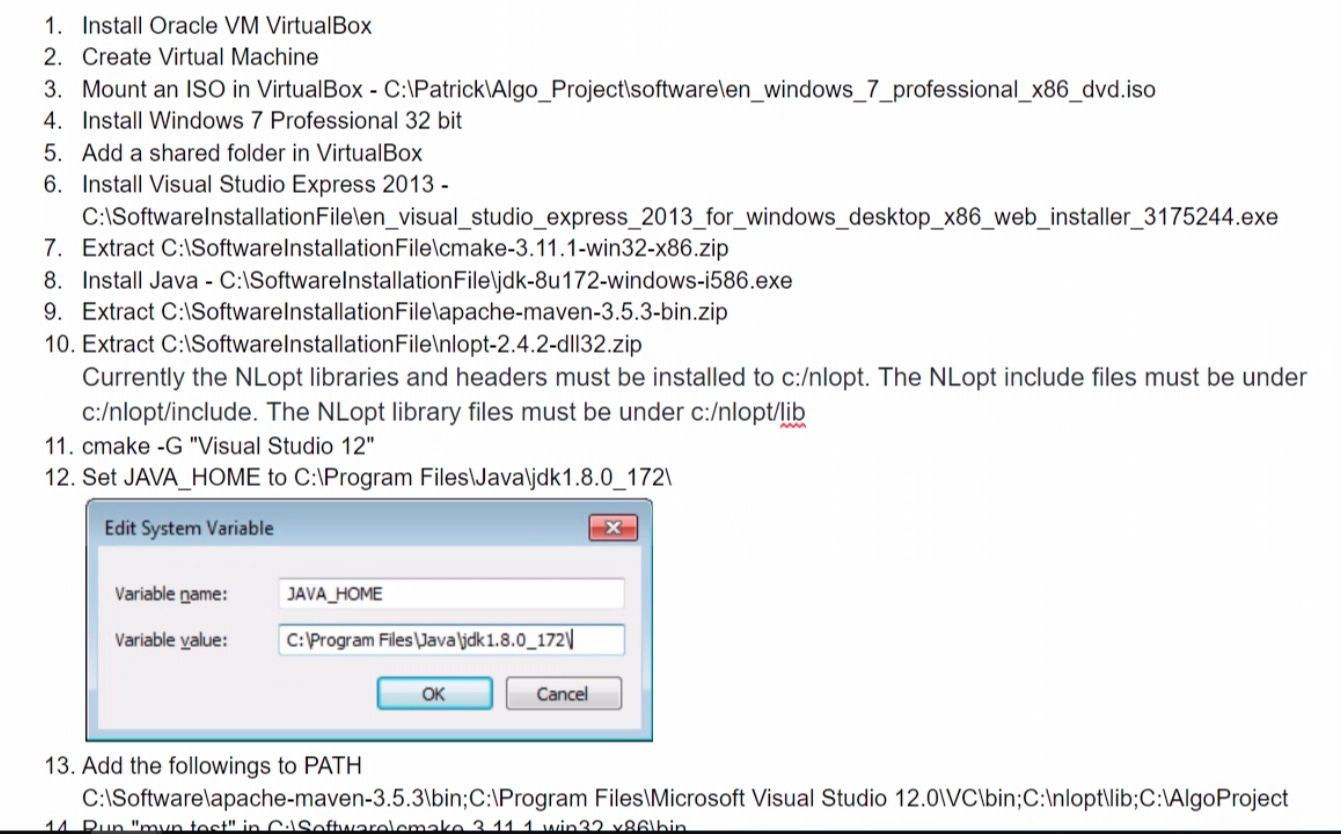 1. Install Oracle VM VirtualBox
2. Create Virtual Machine
3. Mount an ISO in VirtualBox - C:\Patrick\Algo_Project\software\en_windows_7_professional_x86_dvd.iso
4. Install Windows 7 Professional 32 bit
5. Add a shared folder in VirtualBox
6. Install Visual Studio Express 2013 -
C:\SoftwareInstallationFile\en_visual_studio_express_2013_for_windows_desktop_x86_web_installer_3175244.exe
7. Extract C:\SoftwareInstallationFile\cmake-3.11.1-win32-x86.zip
8. Install Java - C:\SoftwareInstallationFile\jdk-8u172-windows-i586.exe
9. Extract C:\SoftwareInstallationFile\apache-maven-3.5.3-bin.zip
10. Extract C:\SoftwareInstallationFile\nlopt-2.4.2-dll32.zip
Currently the NLopt libraries and headers must be installed to c:/nlopt. The NLopt include files must be under
c:/nlopt/include. The NLopt library files must be under c:/nlopt/lib
11. cmake -G "Visual Studio 12"
12. Set JAVA_HOME to C:\Program Files\Java\jdk1.8.0_172\
Edit System Variable
Variable name: JAVA_HOME
Variable value: C:\Program Files\Java\jdk1.8.0_172\
OK Cancel
13. Add the followings to PATH
C:\Software\apache-maven-3.5.3\bin;C:\Program Files\Microsoft Visual Studio 12.0\VC\bin;C:\nlopt\lib;C:\AlgoProject
14. Run "mvn test" in C:\Software\cmake-3.11.1-win32-x86\bin